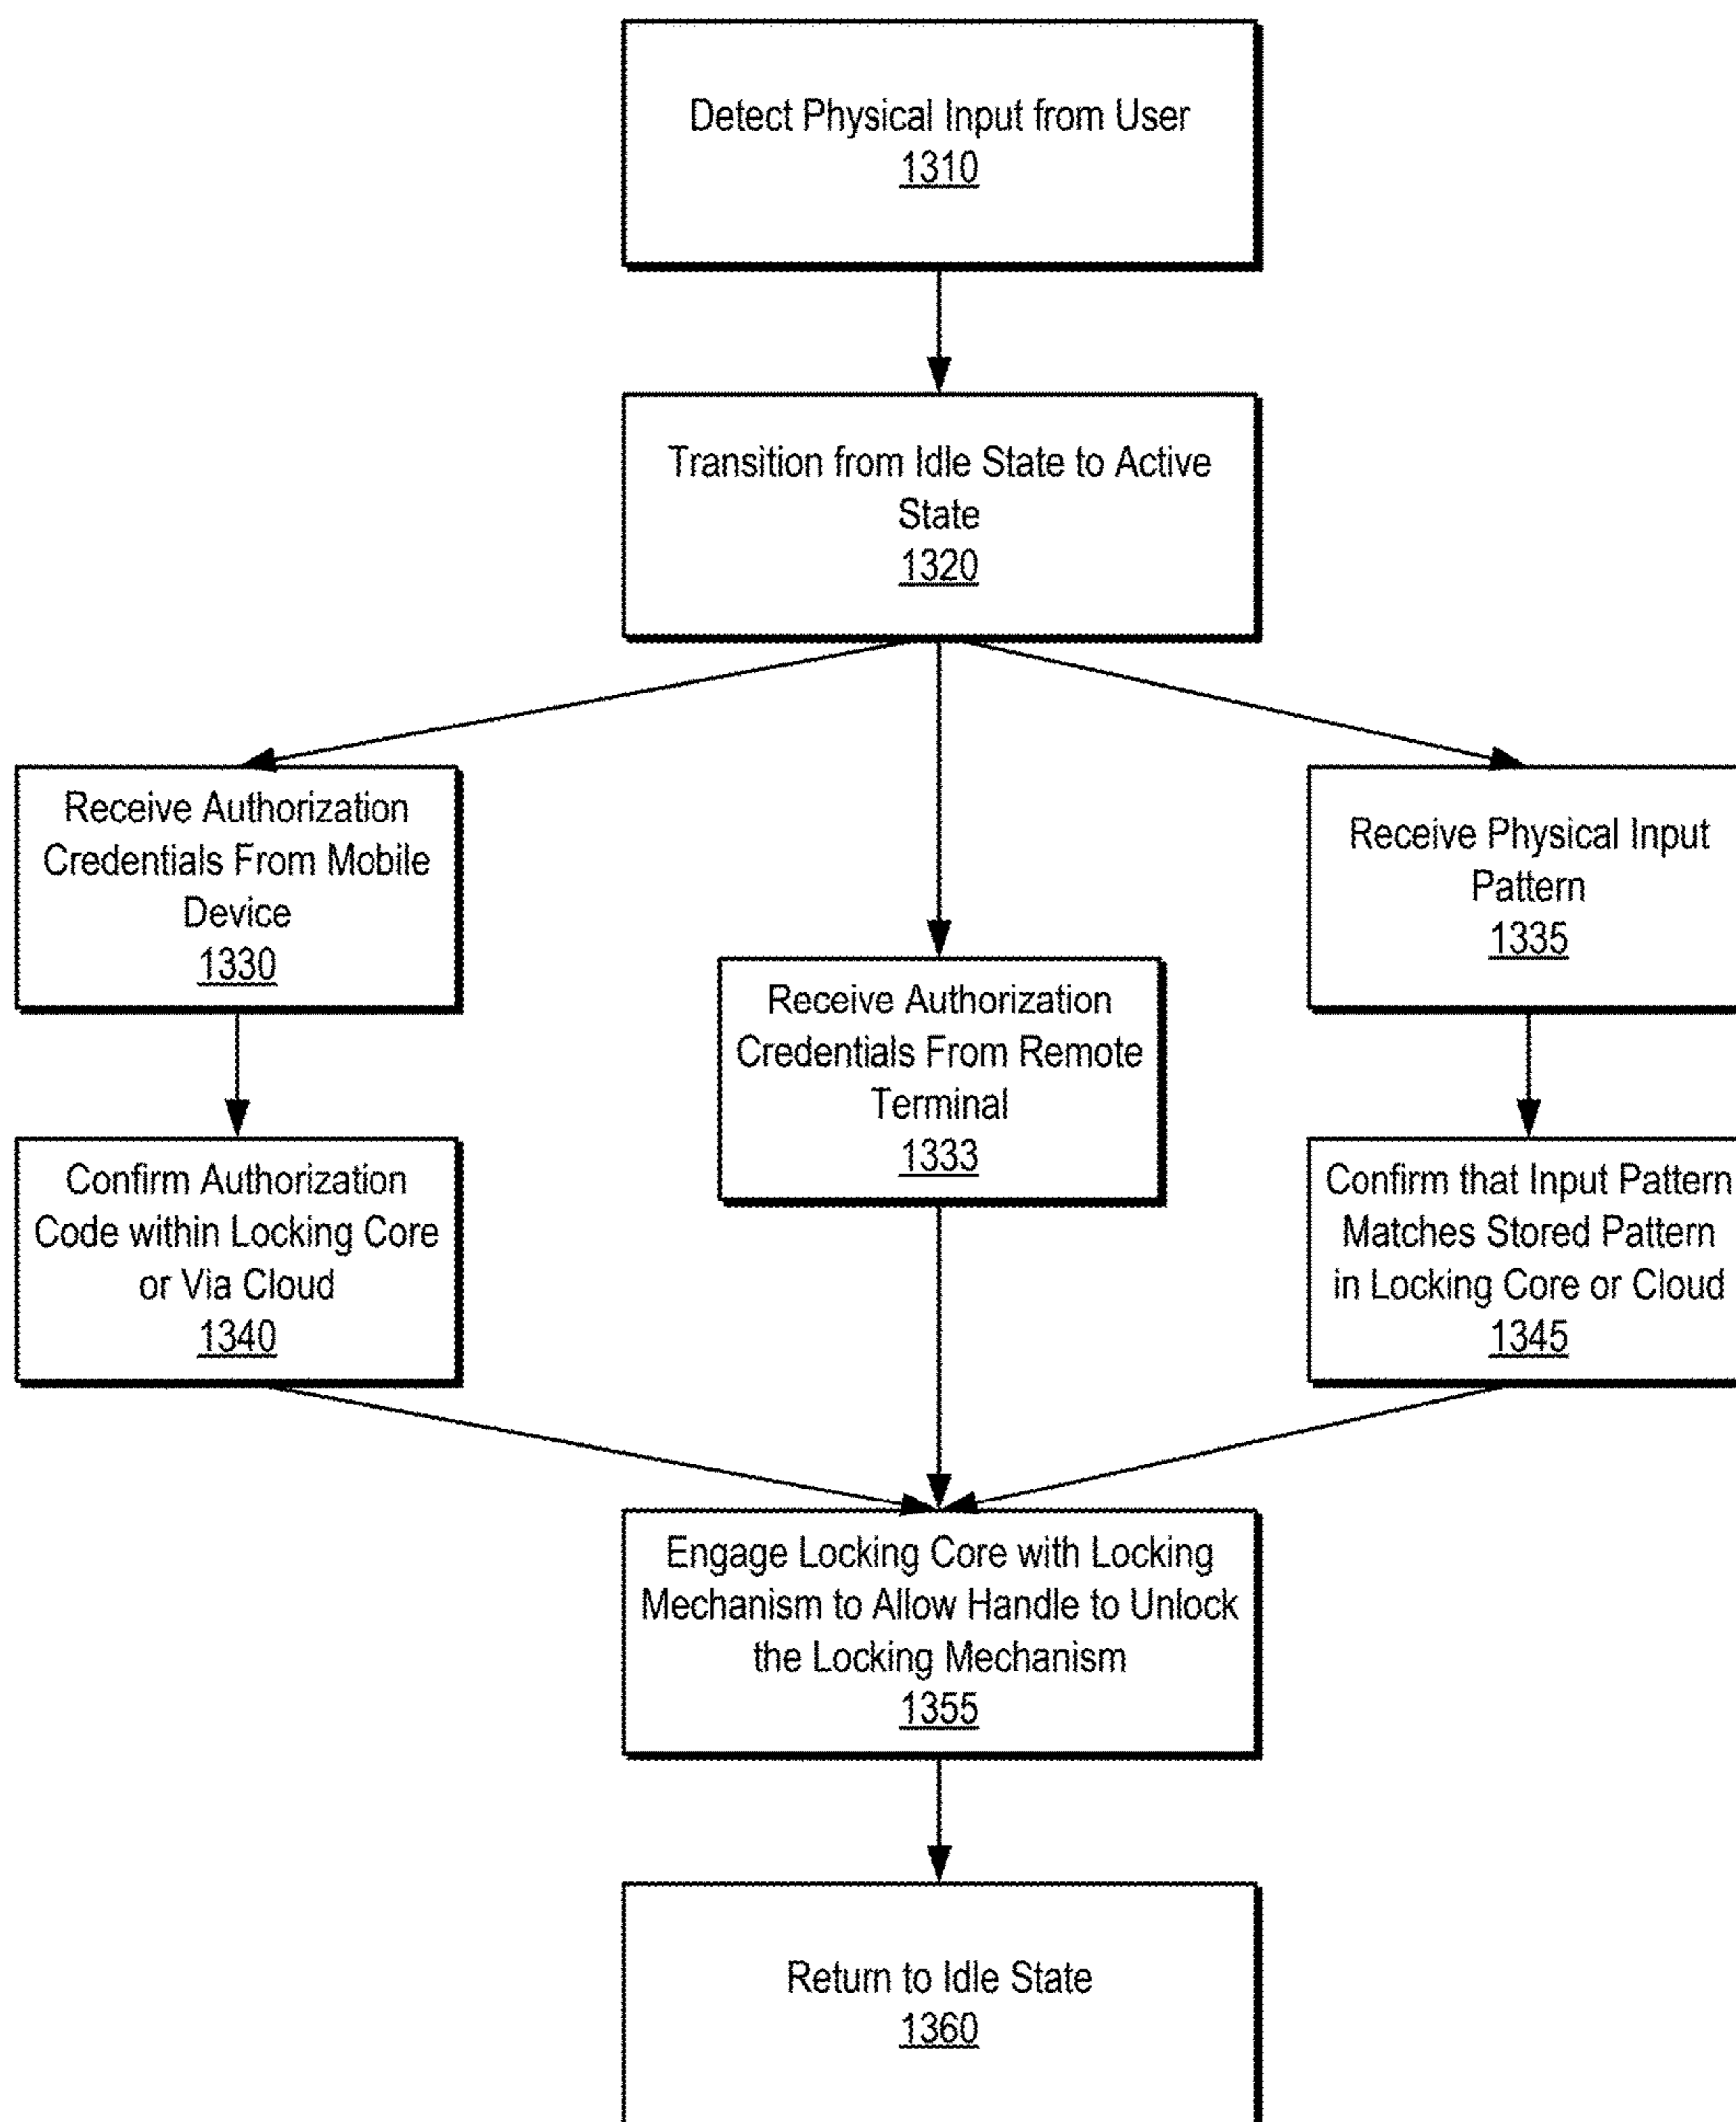 Detect Physical Input from User
1310
Transition from Idle State to Active
State
1320
Receive Authorization
Credentials From Mobile
Device
1330
Receive Authorization
Credentials From Remote
Terminal
1333
Receive Physical Input
Pattern
1335
Confirm Authorization
Code within Locking Core
or Via Cloud
1340
Confirm that Input Pattern
Matches Stored Pattern
in Locking Core or Cloud
1345
Engage Locking Core with Locking
Mechanism to Allow Handle to Unlock
the Locking Mechanism
1355
Return to Idle State
1360